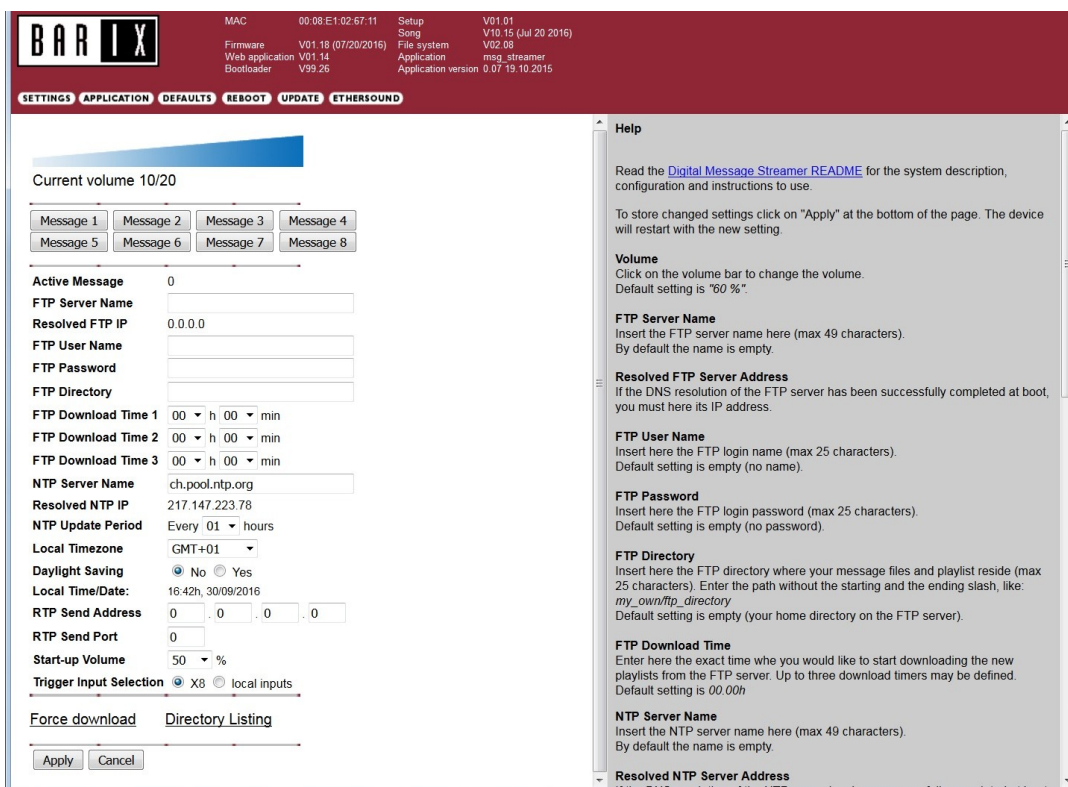 BARIX
MAC 00:08:E1:02:67:11 Setup V01.01
Song V10.15 (Jul 20 2016)
Firmware V01.18 (07/20/2016) File system V02.08
Web application V01.14 Application msg_streamer
Bootloader V99.26 Application version 0.07 19.10.2015
SETTINGS APPLICATION DEFAULTS REBOOT UPDATE ETHERSOUND
Current volume 10/20
Message 1 Message 2 Message 3 Message 4
Message 5 Message 6 Message 7 Message 8
Active Message 0
FTP Server Name
Resolved FTP IP 0.0.0.0
FTP User Name
FTP Password
FTP Directory
FTP Download Time 1 00 h 00 min
FTP Download Time 2 00 h 00 min
FTP Download Time 3 00 h 00 min
NTP Server Name ch.pool.ntp.org
Resolved NTP IP 217.147.223.78
NTP Update Period Every 01 hours
Local Timezone GMT+01
Daylight Saving No Yes
Local Time/Date: 16:42h, 30/09/2016
RTP Send Address 0 . 0 . 0 . 0
RTP Send Port 0
Start-up Volume 50 %
Trigger Input Selection X8 local inputs
Force download Directory Listing
Apply Cancel
Help
Read the Digital Message Streamer README for the system description,
configuration and instructions to use.
To store changed settings click on "Apply" at the bottom of the page. The device
will restart with the new setting.
Volume
Click on the volume bar to change the volume.
Default setting is "60 %".
FTP Server Name
Insert the FTP server name here (max 49 characters).
By default the name is empty.
Resolved FTP Server Address
If the DNS resolution of the FTP server has been successfully completed at boot,
you must here its IP address.
FTP User Name
Insert here the FTP login name (max 25 characters).
Default setting is empty (no name).
FTP Password
Insert here the FTP login password (max 25 characters).
Default setting is empty (no password).
FTP Directory
Insert here the FTP directory where your message files and playlist reside (max
25 characters). Enter the path without the starting and the ending slash, like:
my_own/ftp_directory
Default setting is empty (your home directory on the FTP server).
FTP Download Time
Enter here the exact time whe you would like to start downloading the new
playlists from the FTP server. Up to three download timers may be defined.
Default setting is 00.00h
NTP Server Name
Insert the NTP server name here (max 49 characters).
By default the name is empty.
Resolved NTP Server Address